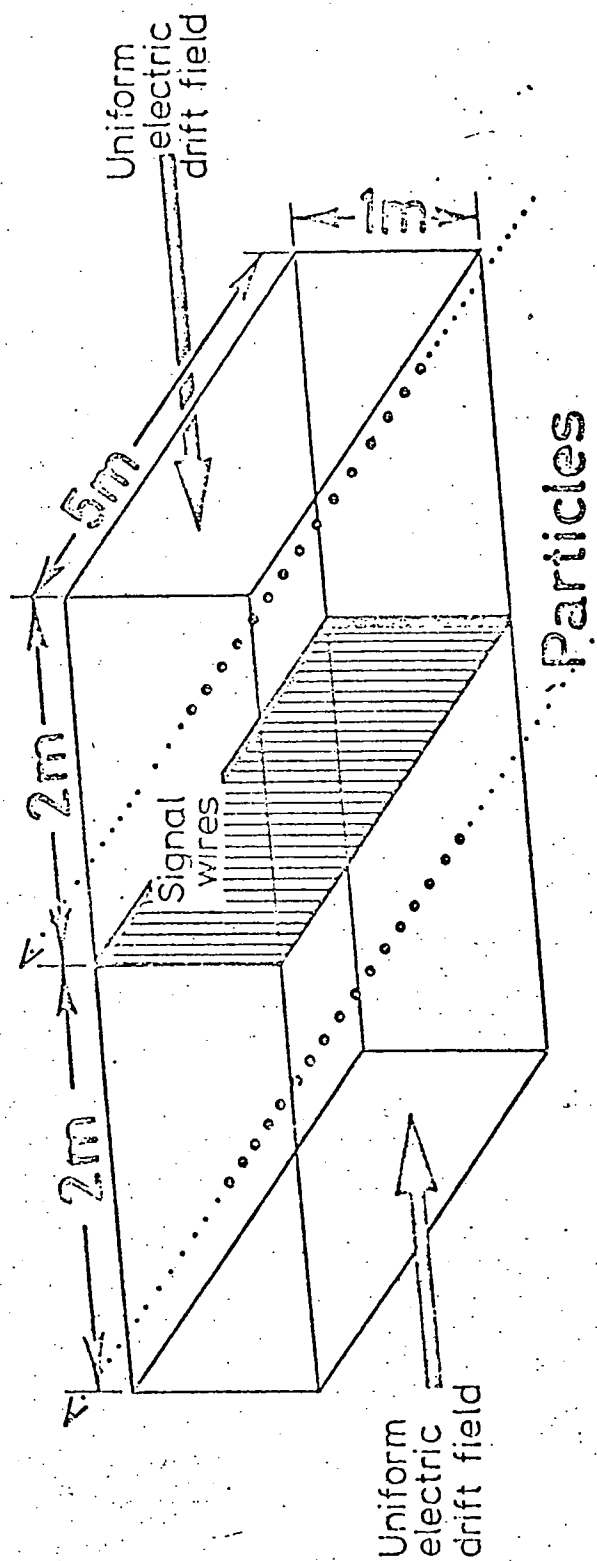 Uniform
electric
drift field
2m
2m
5m
Signal
wires
1m
Particles
Uniform
electric
drift field